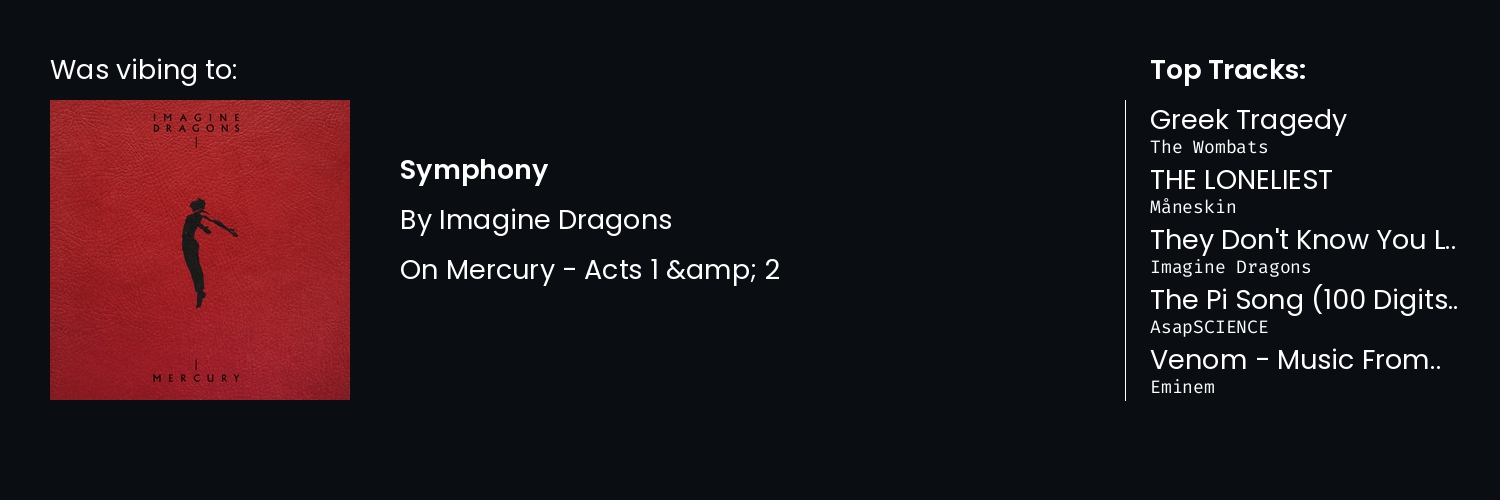 Was vibing to:
IMAGINE
DRAGONS
MERCURY
Symphony
By Imagine Dragons
On Mercury - Acts 1 &amp; 2
Top Tracks:
Greek Tragedy
The Wombats
THE LONELIEST
Måneskin
They Don't Know You L..
Imagine Dragons
The Pi Song (100 Digits..
AsapSCIENCE
Venom - Music From..
Eminem